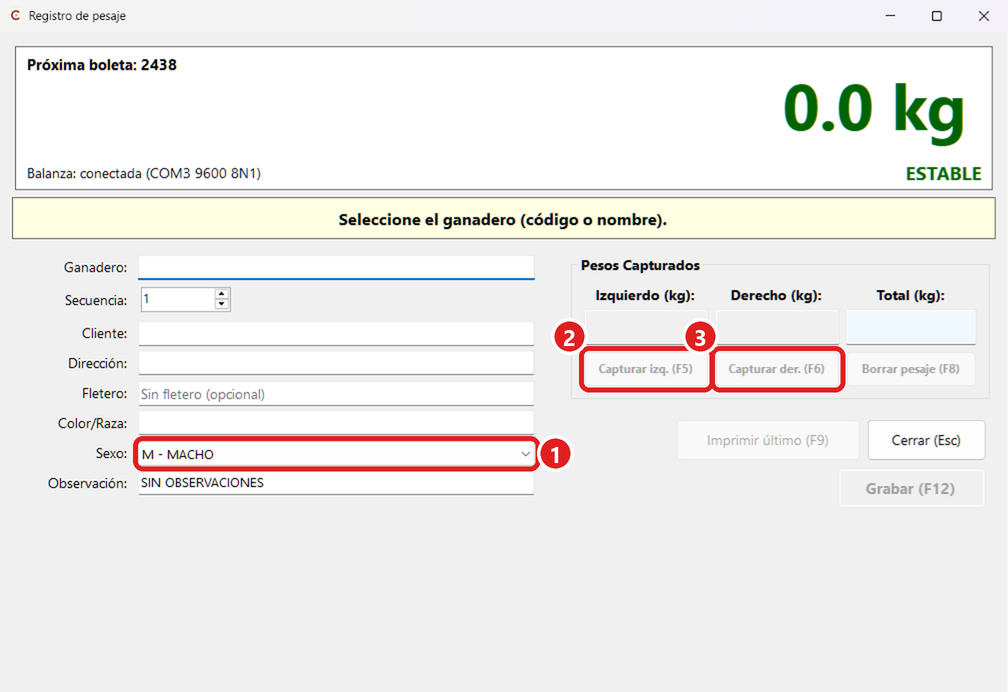 Registro de pesaje
Próxima boleta: 2438
0.0 kg
Balanza: conectada (COM3 9600 8N1)
ESTABLE
Seleccione el ganadero (código o nombre).
Ganadero:
Secuencia: 1
Cliente:
Dirección:
Fletero: Sin fletero (opcional)
Color/Raza:
Sexo: M - MACHO
1
Observación: SIN OBSERVACIONES
Pesos Capturados
Izquierdo (kg): Derecho (kg): Total (kg):
2 3
Capturar izq. (F5) Capturar der. (F6) Borrar pesaje (F8)
Imprimir último (F9) Cerrar (Esc)
Grabar (F12)